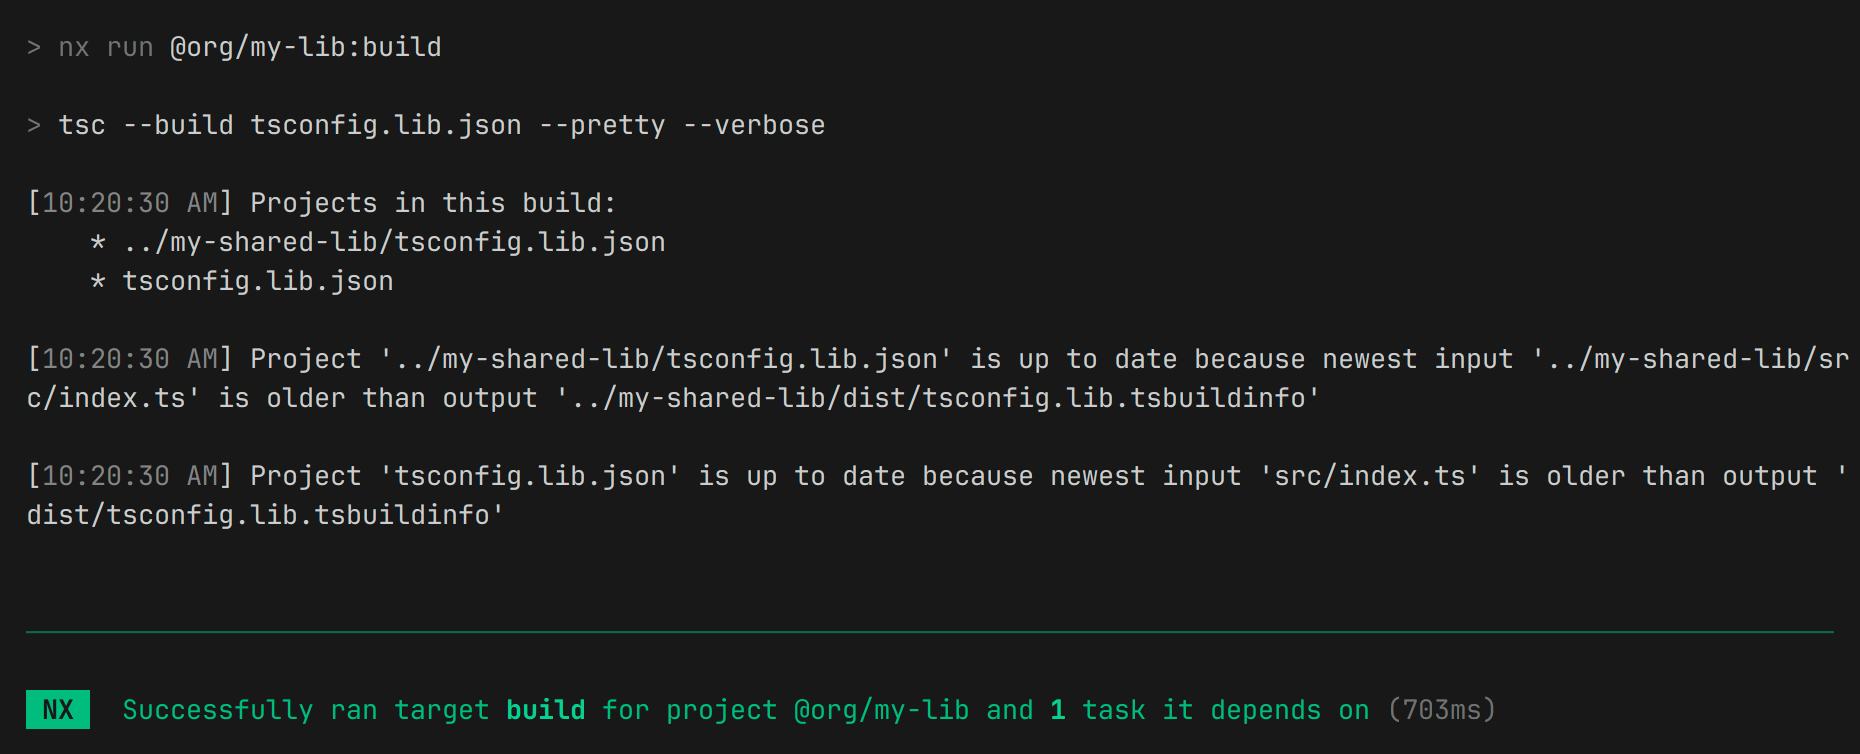 > nx run @org/my-lib:build
> tsc --build tsconfig.lib.json --pretty --verbose
[10:20:30 AM] Projects in this build:
    * ../my-shared-lib/tsconfig.lib.json
    * tsconfig.lib.json
[10:20:30 AM] Project '../my-shared-lib/tsconfig.lib.json' is up to date because newest input '../my-shared-lib/sr
c/index.ts' is older than output '../my-shared-lib/dist/tsconfig.lib.tsbuildinfo'
[10:20:30 AM] Project 'tsconfig.lib.json' is up to date because newest input 'src/index.ts' is older than output '
dist/tsconfig.lib.tsbuildinfo'
NX  Successfully ran target build for project @org/my-lib and 1 task it depends on (703ms)